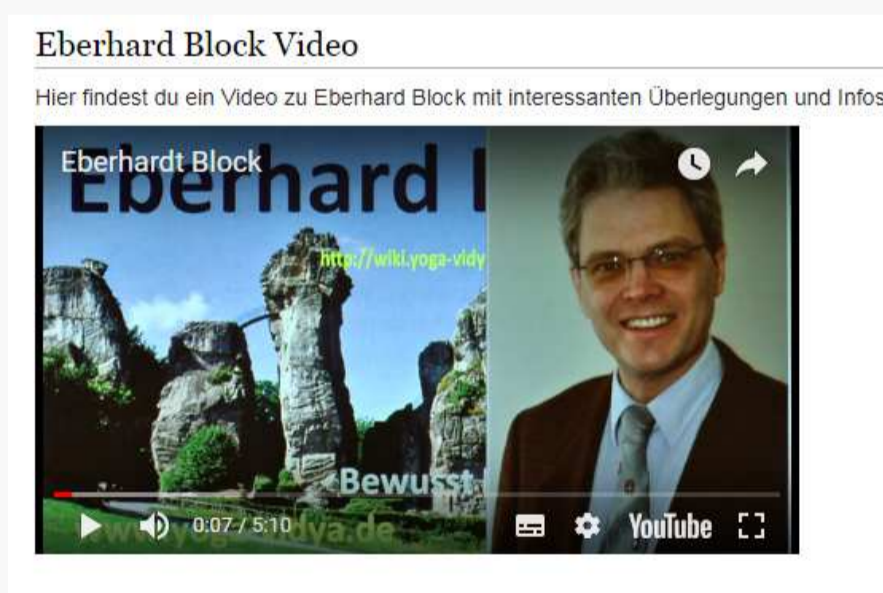 Eberhard Block Video
Hier findest du ein Video zu Eberhard Block mit interessanten Überlegungen und Infos
Eberhardt Block
Eberhard
http://wiki.yoga-vidy
Bewusst
0:07 / 5:10
YouTube